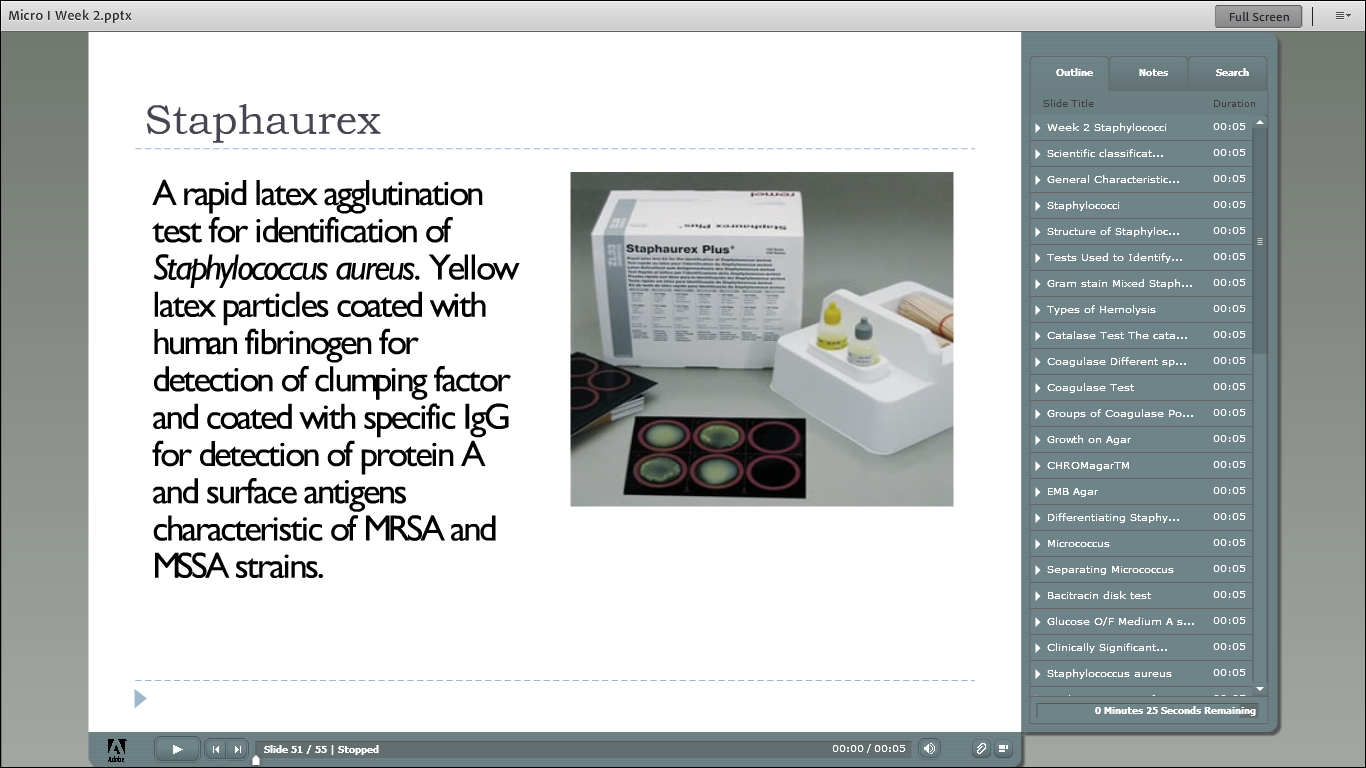 Micro I Week 2.pptx
Full Screen
Staphaurex
A rapid latex agglutination
test for identification of
Staphylococcus aureus. Yellow
latex particles coated with
human fibrinogen for
detection of clumping factor
and coated with specific IgG
for detection of protein A
and surface antigens
characteristic of MRSA and
MSSA strains.
remel
Staphaurex Plus*
ZL33
Staphaurex Plus*
Outline Notes Search
Slide Title Duration
Week 2 Staphylococci 00:05
Scientific classificat... 00:05
General Characteristic... 00:05
Staphylococci 00:05
Structure of Staphyloc... 00:05
Tests Used to Identify... 00:05
Gram stain Mixed Staph... 00:05
Types of Hemolysis 00:05
Catalase Test The cata... 00:05
Coagulase Different sp... 00:05
Coagulase Test 00:05
Groups of Coagulase Po... 00:05
Growth on Agar 00:05
CHROMagarTM 00:05
EMB Agar 00:05
Differentiating Staphy... 00:05
Micrococcus 00:05
Separating Micrococcus 00:05
Bacitracin disk test 00:05
Glucose O/F Medium A s... 00:05
Clinically Significant... 00:05
Staphylococcus aureus 00:05
0 Minutes 25 Seconds Remaining
Adobe
Slide 51 / 55 | Stopped
00:00 / 00:05